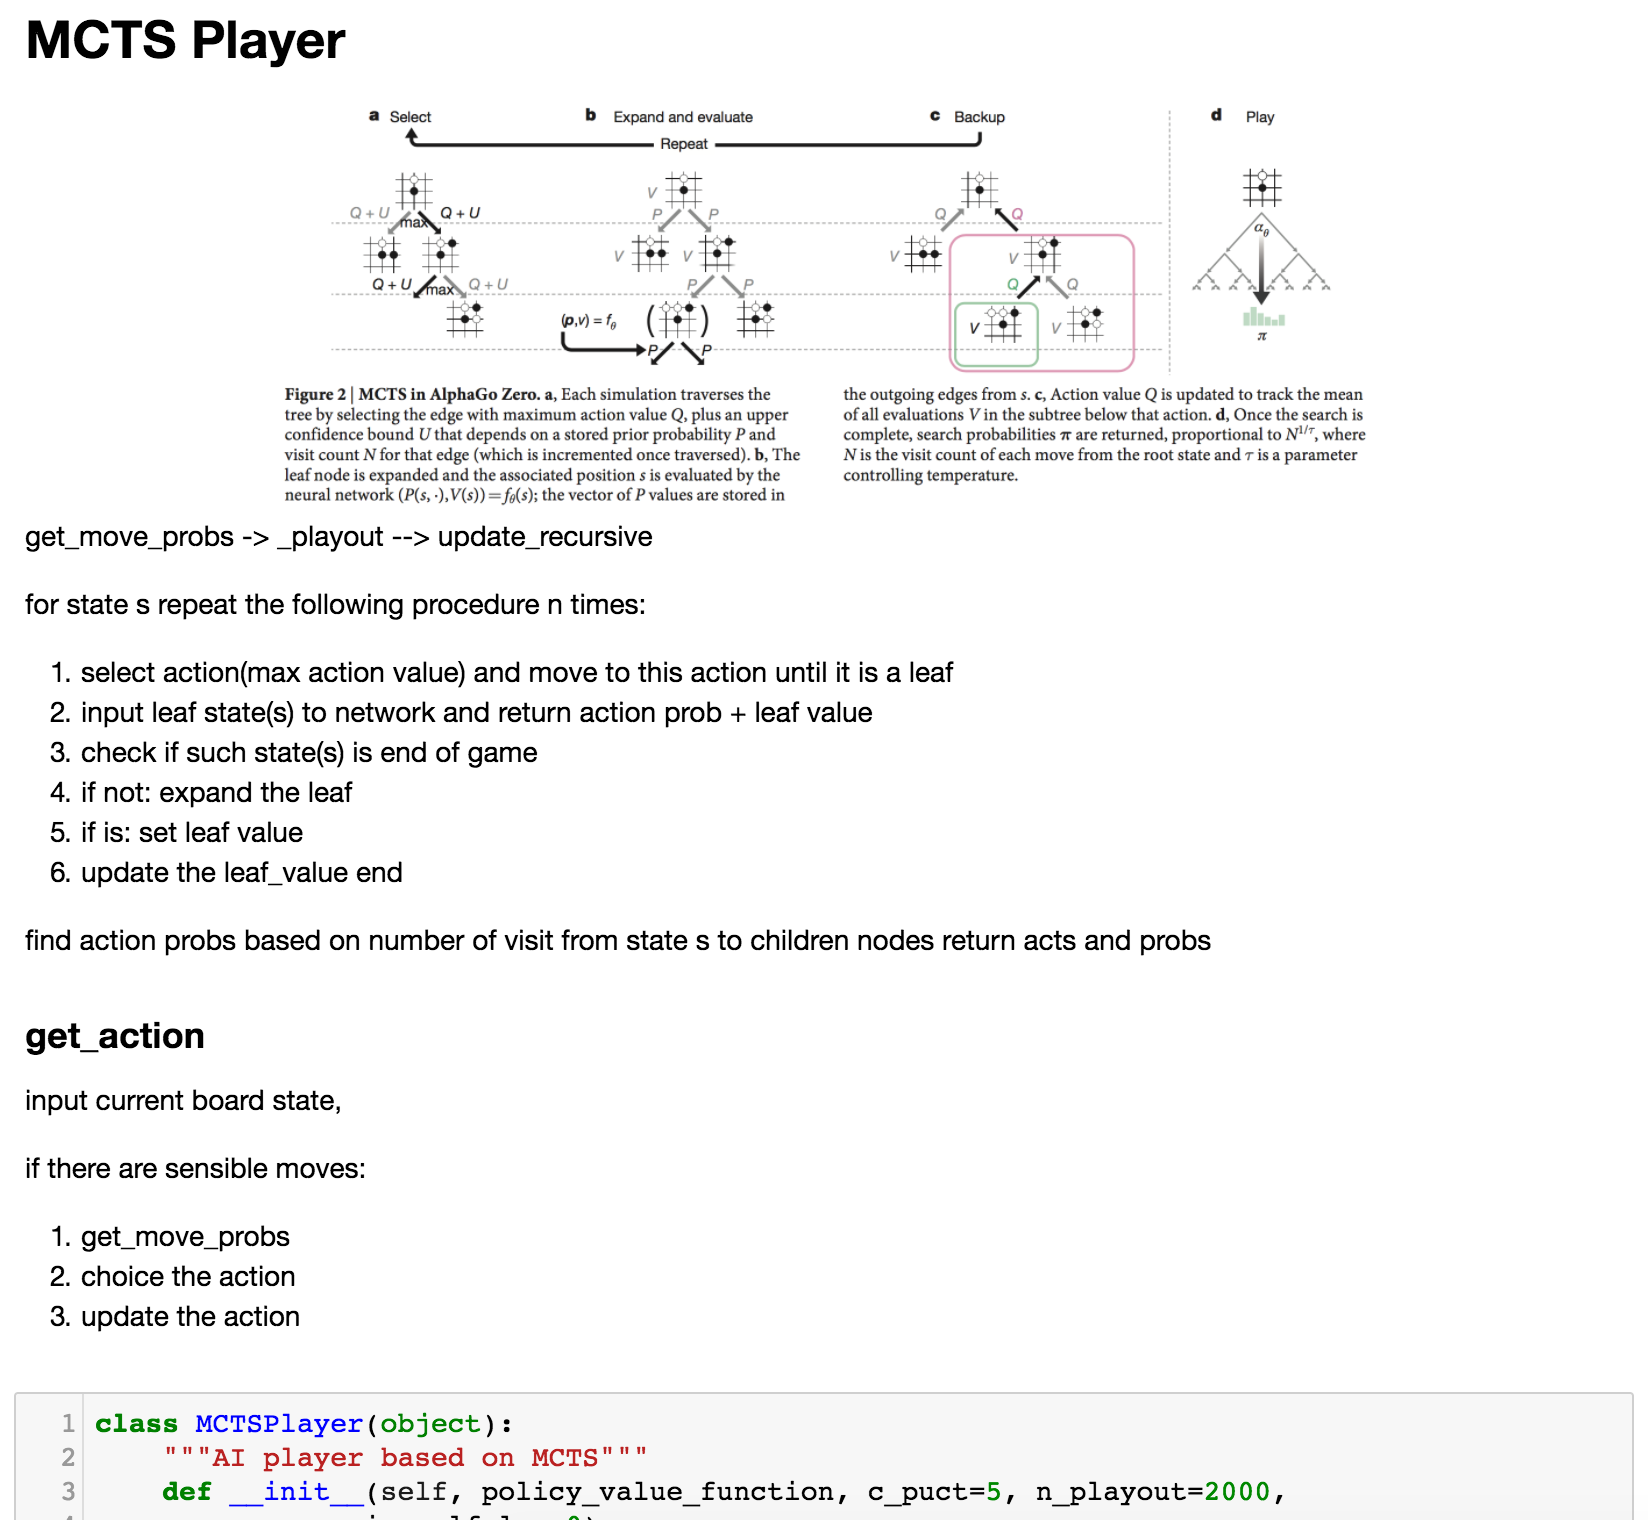 MCTS Player
a Select b Expand and evaluate c Backup d Play
Repeat
V
Q + U Q + U P P Q Q
max
V V V V
αθ
Q + U max Q + U P P Q Q
(p,v) = fθ ( ) V V
P P
π
Figure 2 | MCTS in AlphaGo Zero. a, Each simulation traverses the
tree by selecting the edge with maximum action value Q, plus an upper
confidence bound U that depends on a stored prior probability P and
visit count N for that edge (which is incremented once traversed). b, The
leaf node is expanded and the associated position s is evaluated by the
neural network (P(s, ·),V(s)) = fθ(s); the vector of P values are stored in
the outgoing edges from s. c, Action value Q is updated to track the mean
of all evaluations V in the subtree below that action. d, Once the search is
complete, search probabilities π are returned, proportional to N^1/τ, where
N is the visit count of each move from the root state and τ is a parameter
controlling temperature.
get_move_probs -> _playout --> update_recursive
for state s repeat the following procedure n times:
1. select action(max action value) and move to this action until it is a leaf
2. input leaf state(s) to network and return action prob + leaf value
3. check if such state(s) is end of game
4. if not: expand the leaf
5. if is: set leaf value
6. update the leaf_value end
find action probs based on number of visit from state s to children nodes return acts and probs
get_action
input current board state,
if there are sensible moves:
1. get_move_probs
2. choice the action
3. update the action
1 class MCTSPlayer(object):
2 """AI player based on MCTS"""
3 def __init__(self, policy_value_function, c_puct=5, n_playout=2000,